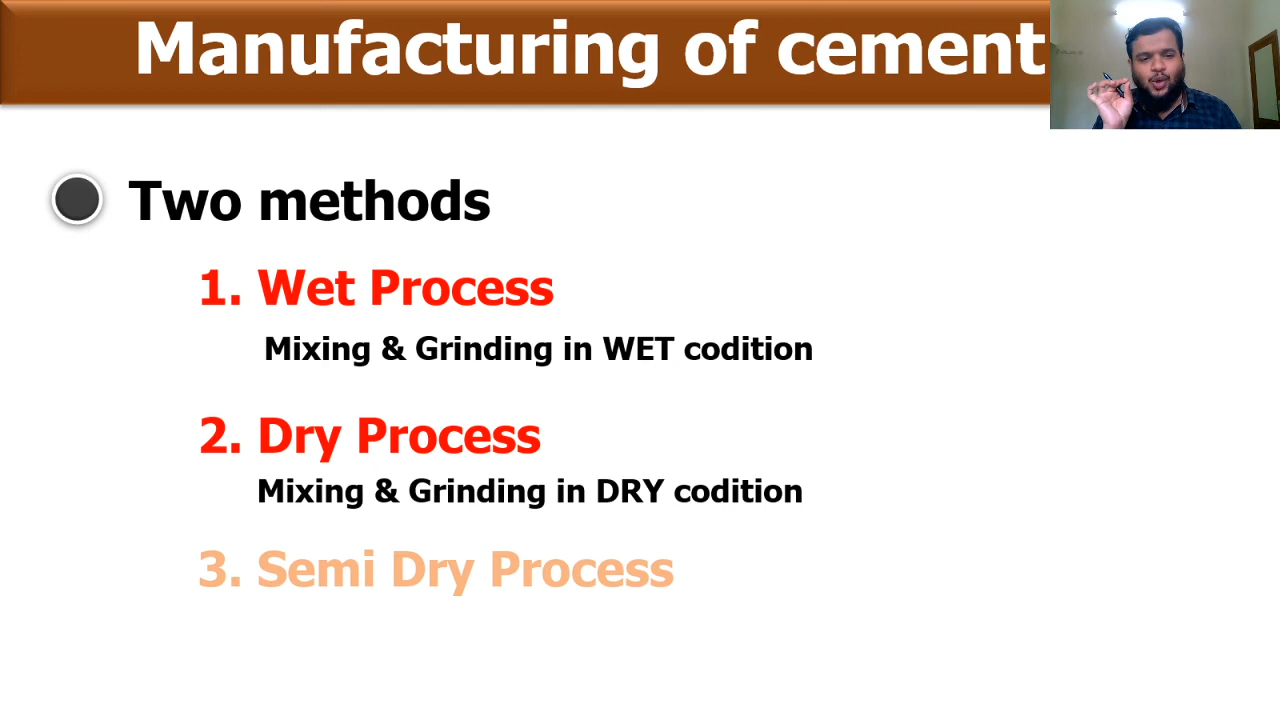 Manufacturing of cement
Two methods
1. Wet Process
Mixing & Grinding in WET codition
2. Dry Process
Mixing & Grinding in DRY codition
3. Semi Dry Process